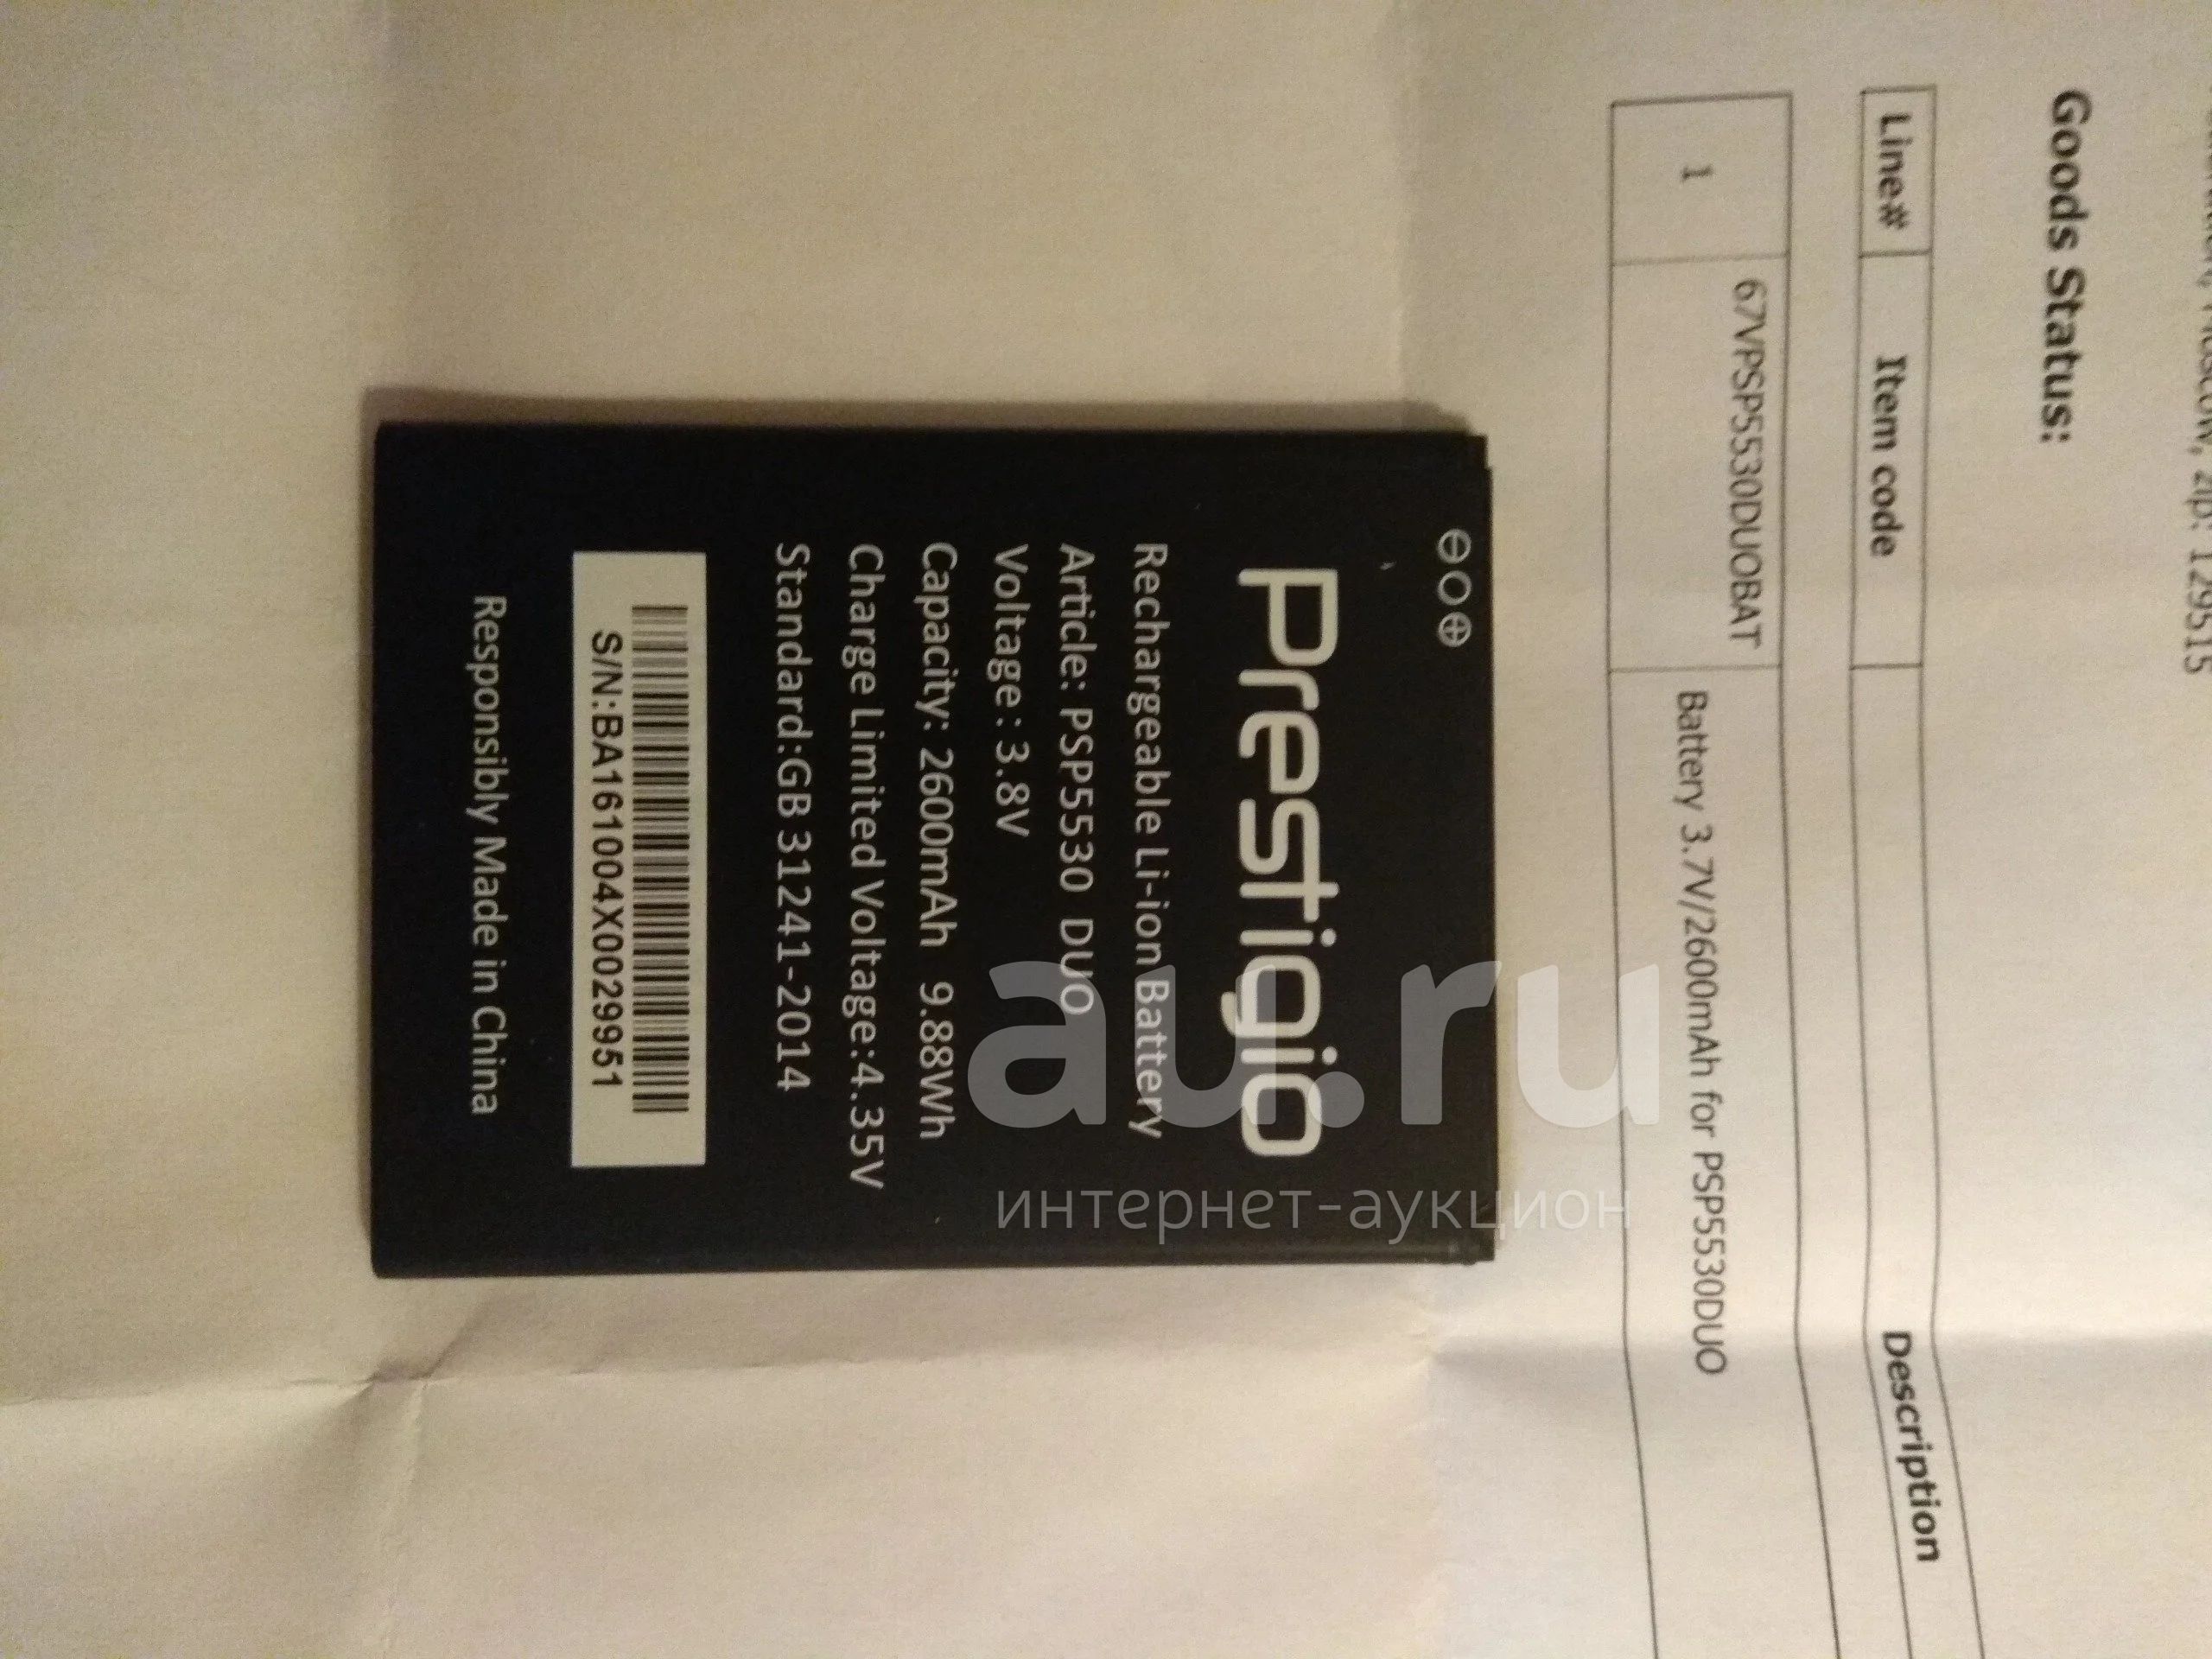 zip: 129515
Goods Status:
Line# Item code Description
1 67VPSP5530DUOBAT Battery 3.7V/2600mAh for PSP5530DUO
Prestigio
Rechargeable Li-ion Battery
Article: PSP5530 DUO
Voltage: 3.8V
Capacity: 2600mAh 9.88Wh
Charge Limited Voltage:4.35V
Standard:GB 31241-2014
S/N:BA161004X0029951
Responsibly Made in China
au.ru
интернет-аукцион